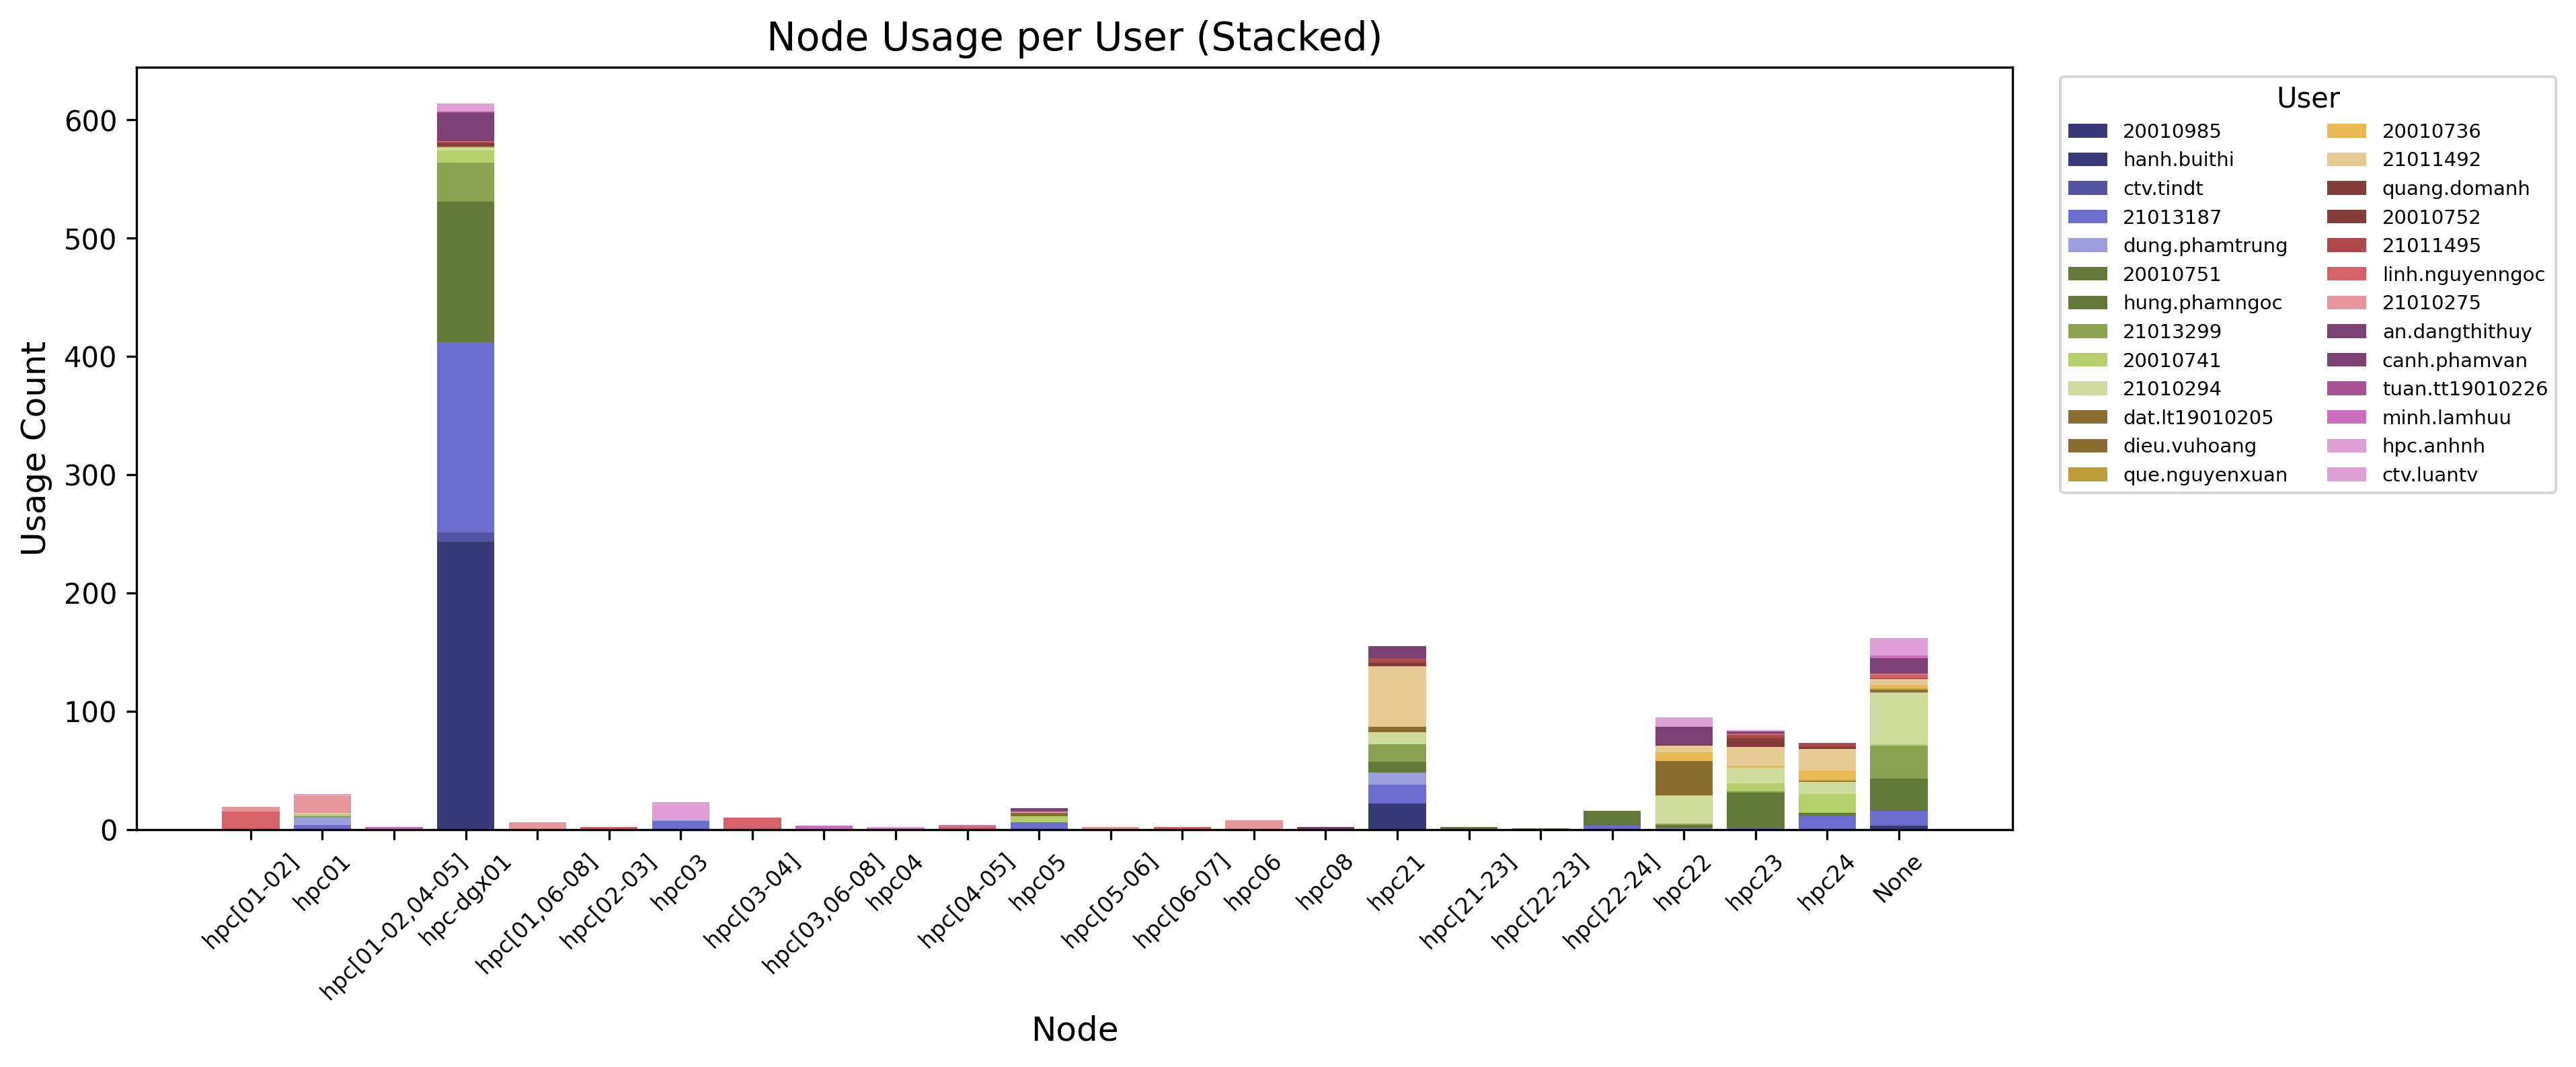 Node Usage per User (Stacked)
Usage Count
600
500
400
300
200
100
0
hpc[01-02]
hpc01
hpc[01-02,04-05]
hpc-dgx01
hpc[01,06-08]
hpc[02-03]
hpc03
hpc[03-04]
hpc[03,06-08]
hpc04
hpc[04-05]
hpc05
hpc[05-06]
hpc[06-07]
hpc06
hpc08
hpc21
hpc[21-23]
hpc[22-23]
hpc[22-24]
hpc22
hpc23
hpc24
None
Node
User
20010985
hanh.buithi
ctv.tindt
21013187
dung.phamtrung
20010751
hung.phamngoc
21013299
20010741
21010294
dat.lt19010205
dieu.vuhoang
que.nguyenxuan
20010736
21011492
quang.domanh
20010752
21011495
linh.nguyenngoc
21010275
an.dangthithuy
canh.phamvan
tuan.tt19010226
minh.lamhuu
hpc.anhnh
ctv.luantv